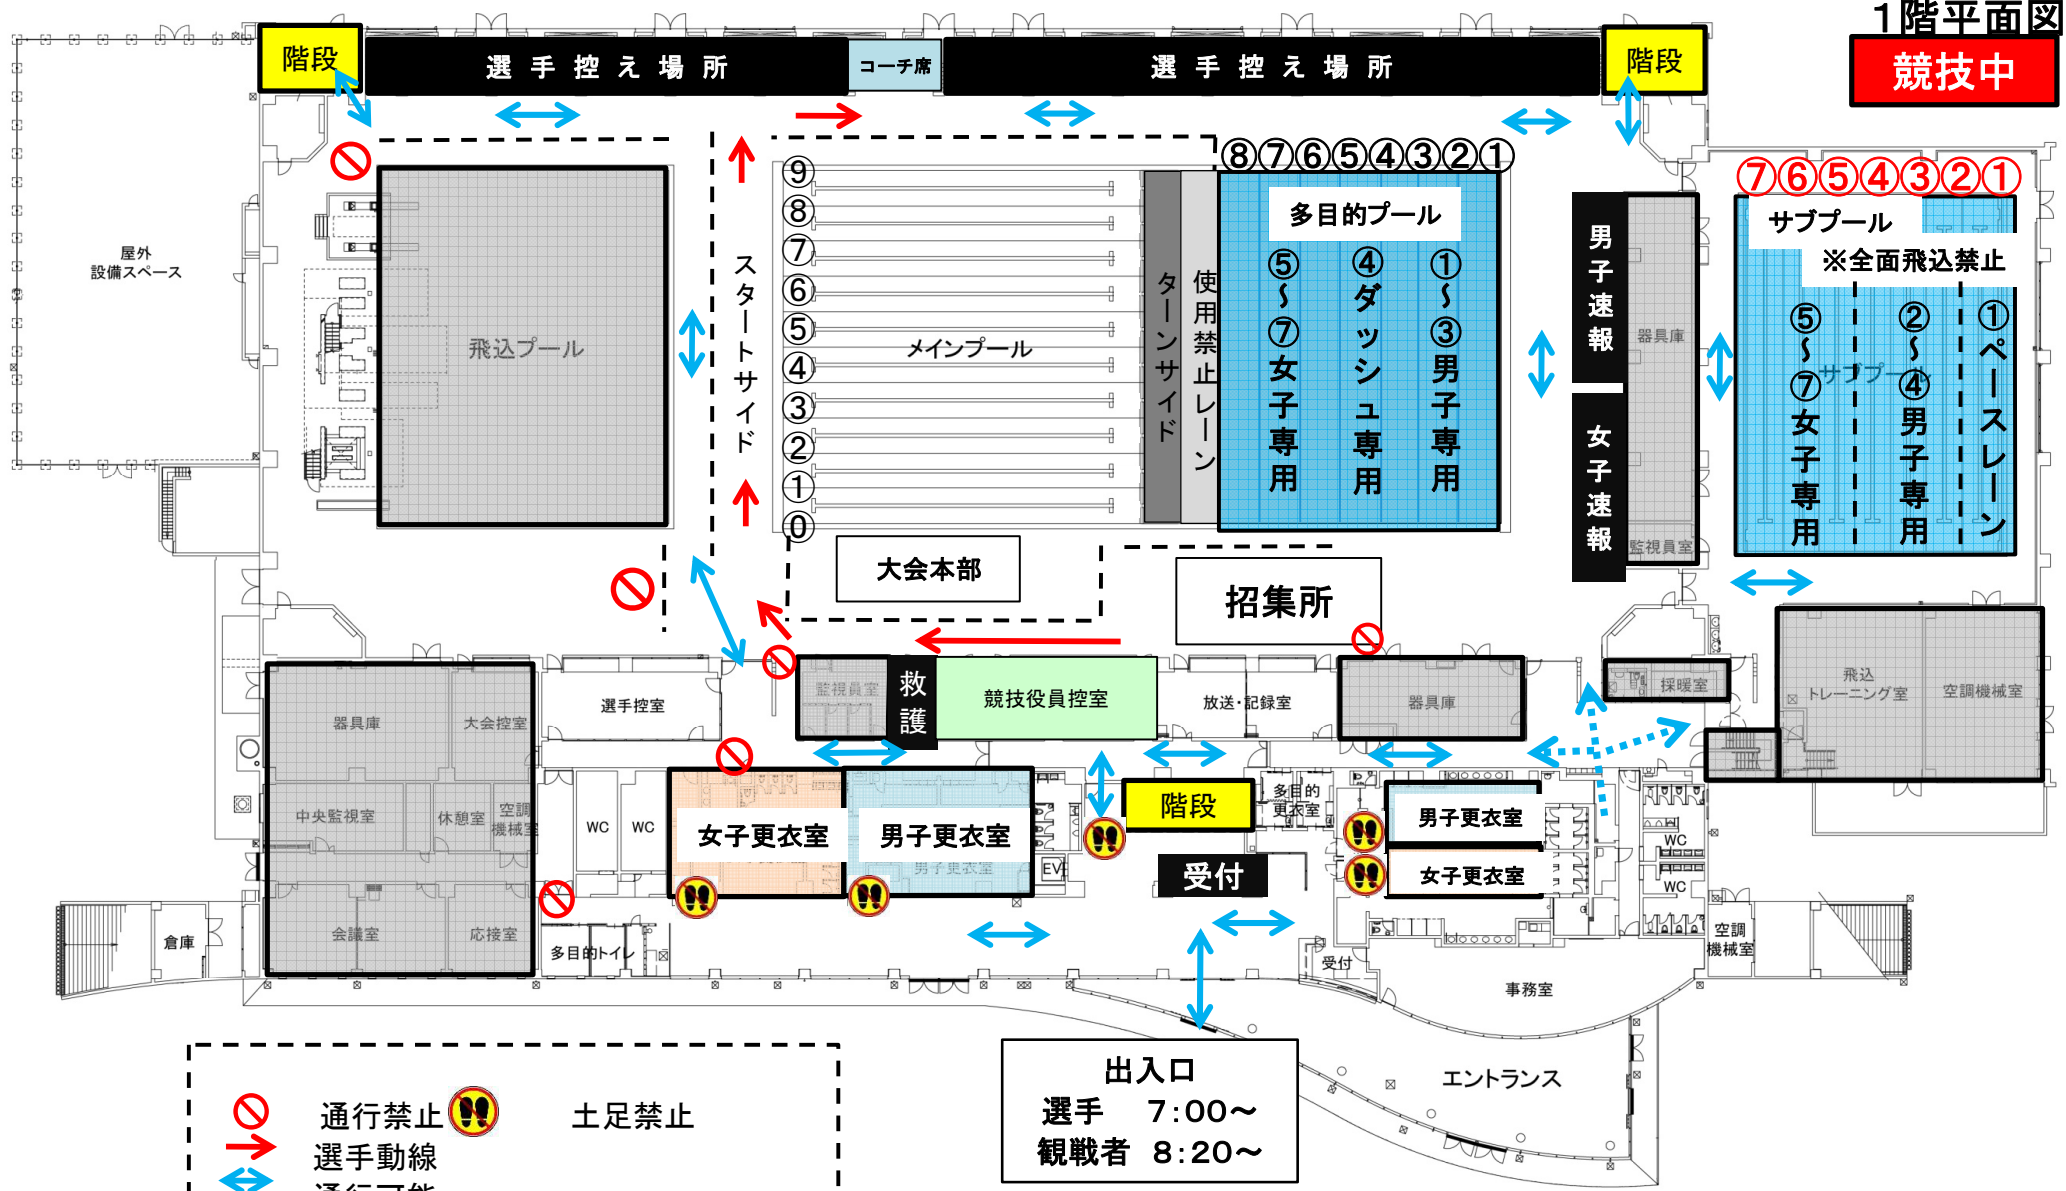 1階平面図
競技中
階段
選手控え場所
コーチ席
選手控え場所
階段
屋外
設備スペース
飛込プール
スタートサイド
⑨
⑧
⑦
⑥
⑤
④
③
②
①
⓪
メインプール
ターンサイド
使用禁止レーン
⑧⑦⑥⑤④③②①
多目的プール
⑤～⑦女子専用
④ダッシュ専用
①～③男子専用
男子速報
女子速報
器具庫
監視員室
⑦⑥⑤④③②①
サブプール
※全面飛込禁止
サブプール
⑤～⑦女子専用
②～④男子専用
①ペースレーン
大会本部
招集所
器具庫
大会控室
中央監視室
休憩室
空調
機械室
会議室
応接室
選手控室
監視員室
救護
競技役員控室
放送・記録室
器具庫
採暖室
飛込
トレーニング室
空調機械室
WC
WC
女子更衣室
男子更衣室
男子更衣室
EV
階段
多目的
更衣室
受付
男子更衣室
女子更衣室
WC
WC
倉庫
多目的トイレ
受付
事務室
空調
機械室
エントランス
出入口
選手 7:00～
観戦者 8:20～
通行禁止
土足禁止
選手動線
通行可能